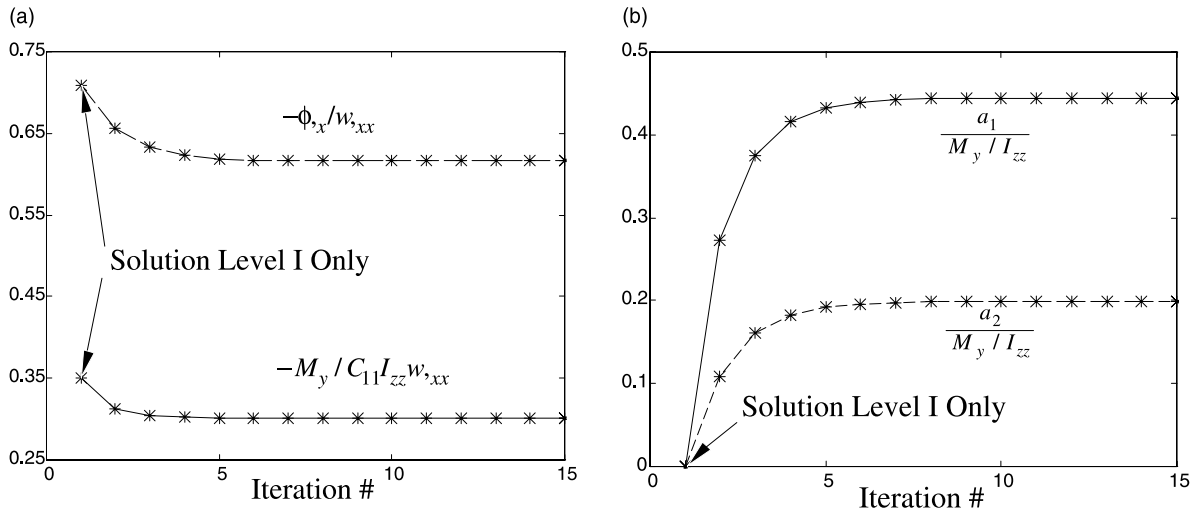 (a)
0.75
0.65
0.55
0.45
0.35
0.25
0
5
10
15
Iteration #
−ϕ,x/w,xx
Solution Level I Only
−My / C11Izzw,xx
(b)
0.5
0.4
0.3
0.2
0.1
0
0
5
10
15
Iteration #
a1
My / Izz
a2
My / Izz
Solution Level I Only